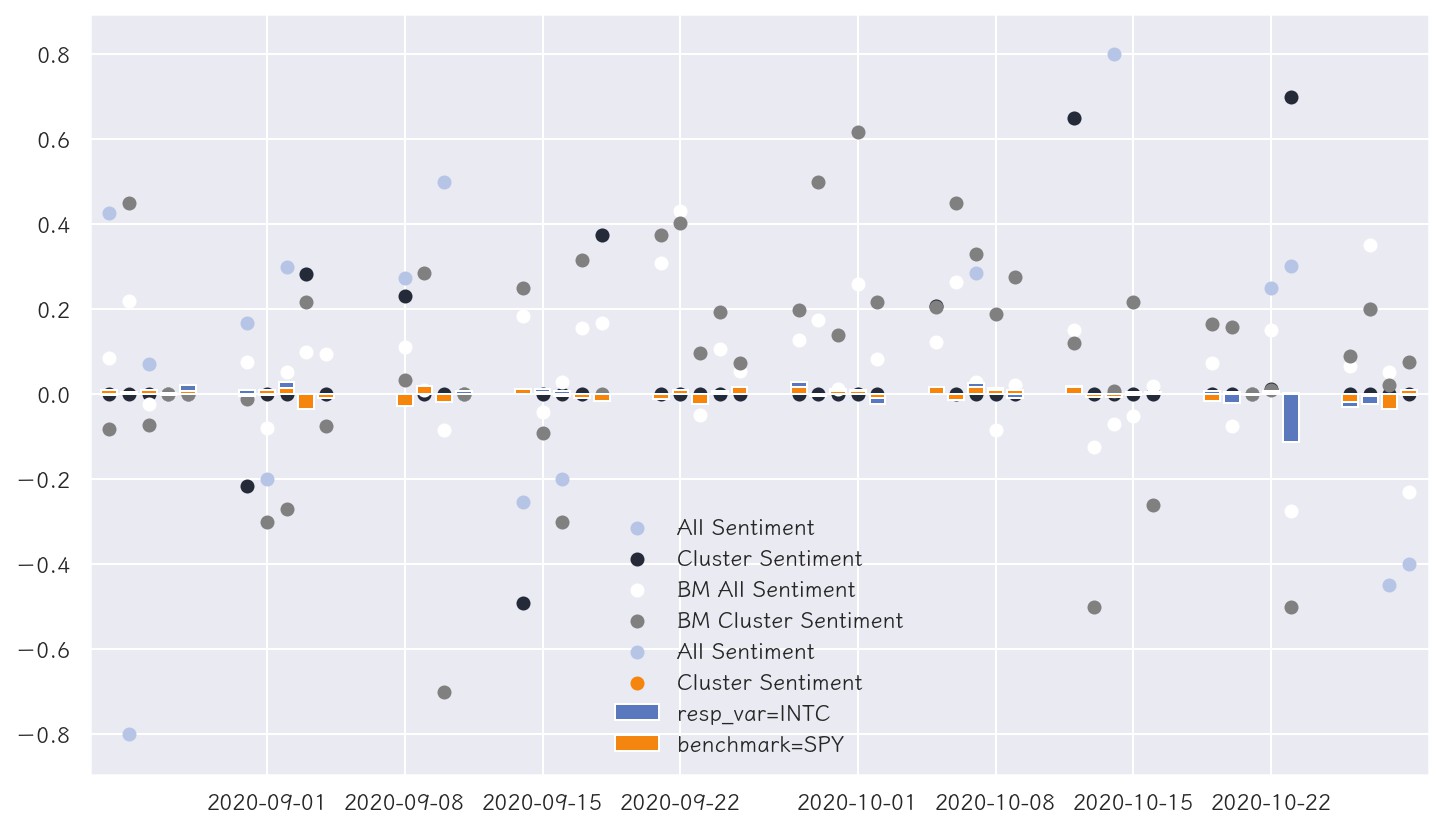 0.8
0.6
0.4
0.2
0.0
−0.2
−0.4
−0.6
−0.8
All Sentiment
Cluster Sentiment
BM All Sentiment
BM Cluster Sentiment
All Sentiment
Cluster Sentiment
resp_var=INTC
benchmark=SPY
2020-09-01 2020-09-08 2020-09-15 2020-09-22 2020-10-01 2020-10-08 2020-10-15 2020-10-22